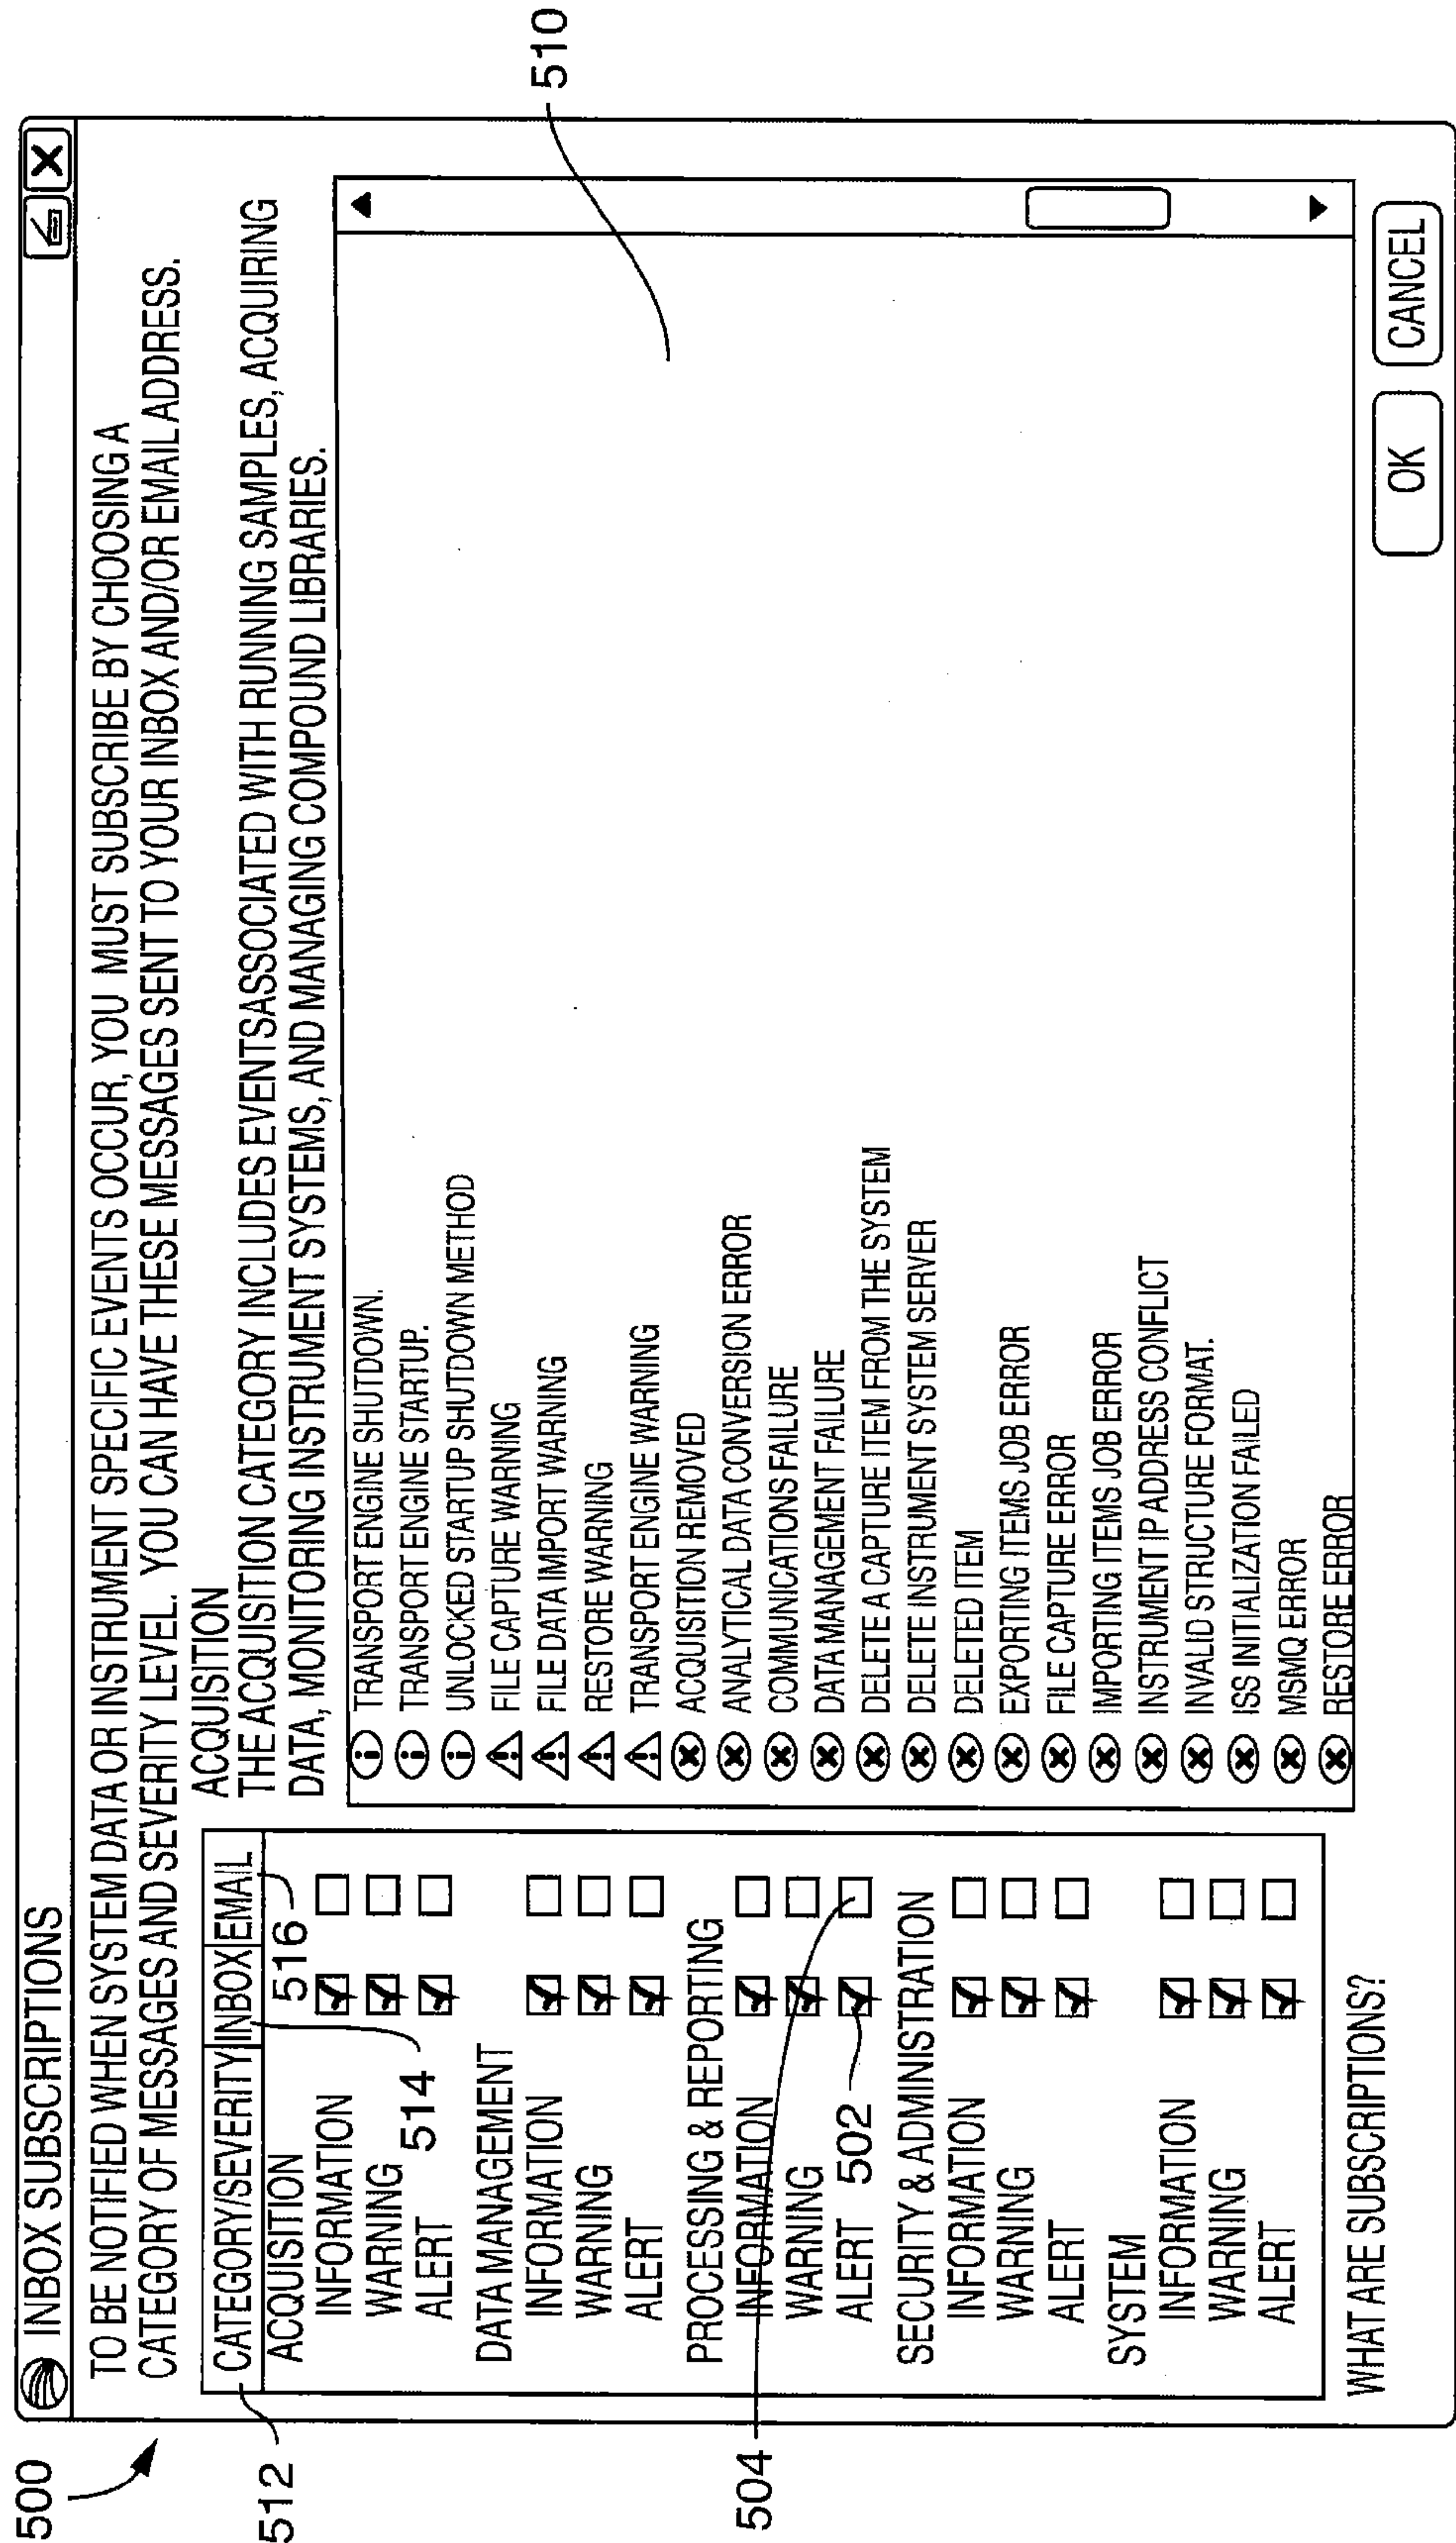 500
INBOX SUBSCRIPTIONS
X
TO BE NOTIFIED WHEN SYSTEM DATA OR INSTRUMENT SPECIFIC EVENTS OCCUR, YOU MUST SUBSCRIBE BY CHOOSING A
CATEGORY OF MESSAGES AND SEVERITY LEVEL. YOU CAN HAVE THESE MESSAGES SENT TO YOUR INBOX AND/OR EMAIL ADDRESS.
512
CATEGORY/SEVERITY INBOX EMAIL
516
ACQUISITION
INFORMATION
WARNING
514
ALERT
DATA MANAGEMENT
INFORMATION
WARNING
ALERT
PROCESSING & REPORTING
504
INFORMATION
WARNING
ALERT
502
SECURITY & ADMINISTRATION
INFORMATION
WARNING
ALERT
SYSTEM
INFORMATION
WARNING
ALERT
WHAT ARE SUBSCRIPTIONS?
ACQUISITION
THE ACQUISITION CATEGORY INCLUDES EVENTSASSOCIATED WITH RUNNING SAMPLES, ACQUIRING
DATA, MONITORING INSTRUMENT SYSTEMS, AND MANAGING COMPOUND LIBRARIES.
TRANSPORT ENGINE SHUTDOWN.
TRANSPORT ENGINE STARTUP.
UNLOCKED STARTUP SHUTDOWN METHOD
FILE CAPTURE WARNING
FILE DATA IMPORT WARNING
RESTORE WARNING
TRANSPORT ENGINE WARNING
ACQUISITION REMOVED
ANALYTICAL DATA CONVERSION ERROR
COMMUNICATIONS FAILURE
DATA MANAGEMENT FAILURE
DELETE A CAPTURE ITEM FROM THE SYSTEM
DELETE INSTRUMENT SYSTEM SERVER
DELETED ITEM
EXPORTING ITEMS JOB ERROR
FILE CAPTURE ERROR
IMPORTING ITEMS JOB ERROR
INSTRUMENT IP ADDRESS CONFLICT
INVALID STRUCTURE FORMAT.
ISS INITIALIZATION FAILED
MSMQ ERROR
RESTORE ERROR
510
OK
CANCEL